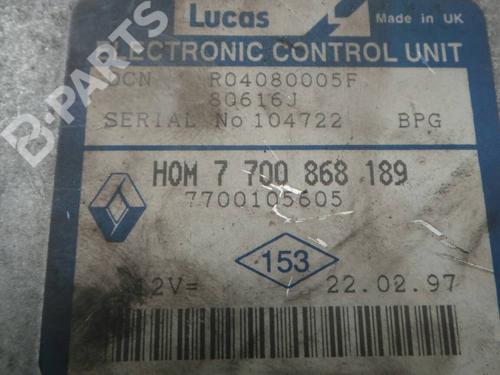 Lucas
Made in UK
ELECTRONIC CONTROL UNIT
DCN R04080005F
80616J
SERIAL No 104722 BPG
HOM 7 700 868 189
7700105605
153
12V= 22.02.97